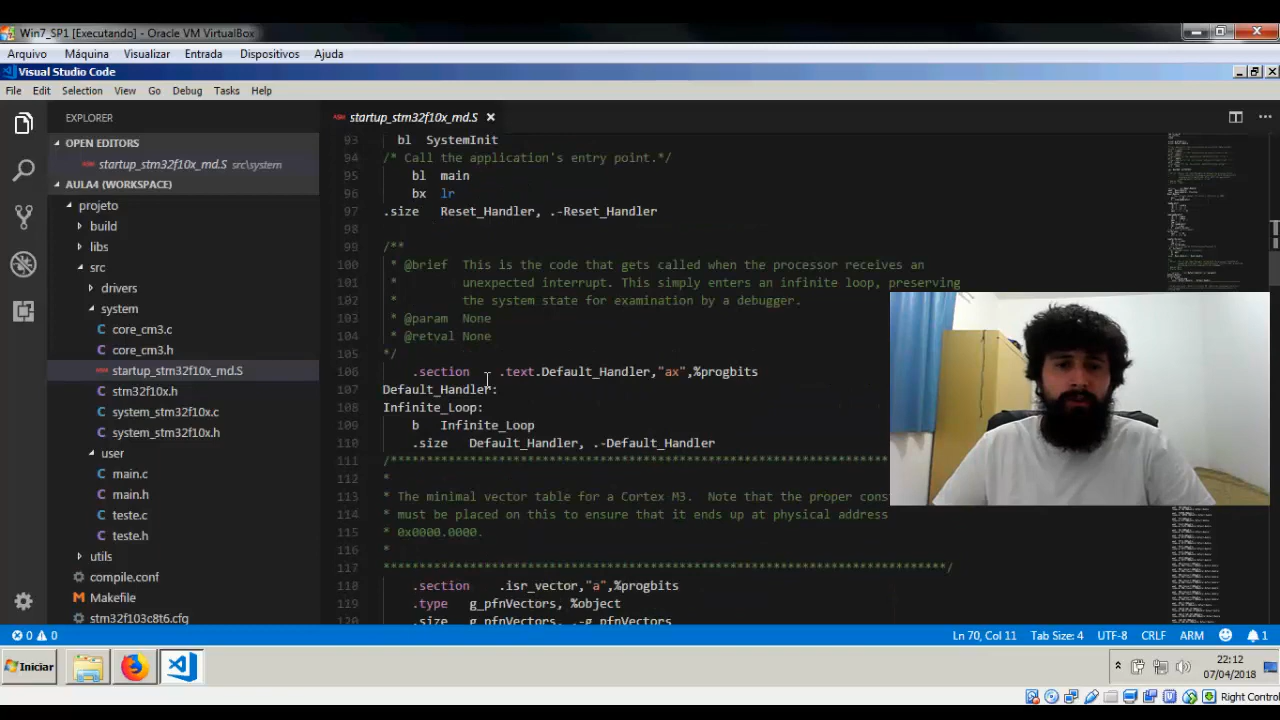 Win7_SP1 [Executando] - Oracle VM VirtualBox
Arquivo Máquina Visualizar Entrada Dispositivos Ajuda
Visual Studio Code
File Edit Selection View Go Debug Tasks Help
EXPLORER
OPEN EDITORS
startup_stm32f10x_md.S src\system
AULA4 (WORKSPACE)
projeto
build
libs
src
drivers
system
core_cm3.c
core_cm3.h
startup_stm32f10x_md.S
stm32f10x.h
system_stm32f10x.c
system_stm32f10x.h
user
main.c
main.h
teste.c
teste.h
utils
compile.conf
Makefile
stm32f103c8t6.cfg
startup_stm32f10x_md.S
93 bl SystemInit
94 /* Call the application's entry point.*/
95 bl main
96 bx lr
97 .size Reset_Handler, .-Reset_Handler
98
99 /**
100 * @brief This is the code that gets called when the processor receives an
101 * unexpected interrupt. This simply enters an infinite loop, preserving
102 * the system state for examination by a debugger.
103 * @param None
104 * @retval None
105 */
106 .section .text.Default_Handler,"ax",%progbits
107 Default_Handler:
108 Infinite_Loop:
109 b Infinite_Loop
110 .size Default_Handler, .-Default_Handler
111 /******************************************************************************
112 *
113 * The minimal vector table for a Cortex M3. Note that the proper
114 * must be placed on this to ensure that it ends up at physical address
115 * 0x0000.0000.
116 *
117 ******************************************************************************/
118 .section .isr_vector,"a",%progbits
119 .type g_pfnVectors, %object
120 .size g_pfnVectors, .-g_pfnVectors
0 0
Ln 70, Col 11 Tab Size: 4 UTF-8 CRLF ARM 1
Iniciar
22:12
07/04/2018
Right Control